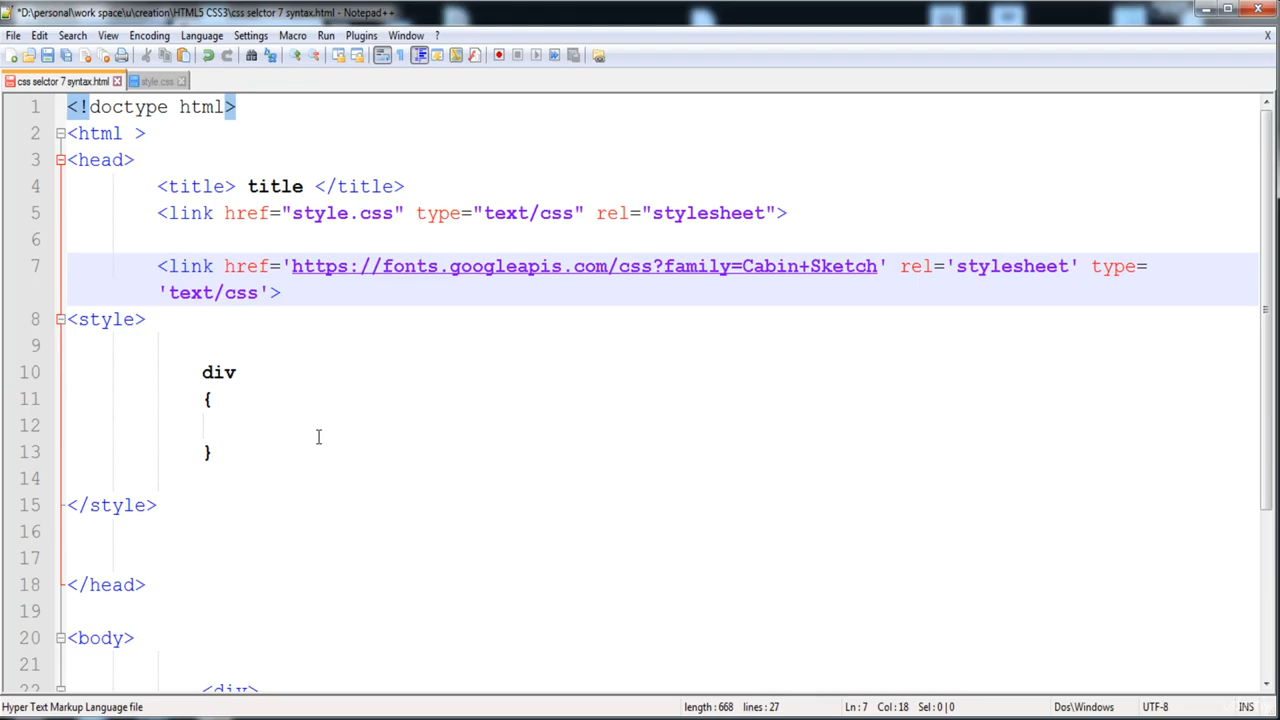 *D:\personal\work space\u\creation\HTML5 CSS3\css selctor 7 syntax.html - Notepad++
File Edit Search View Encoding Language Settings Macro Run Plugins Window ? X
css selctor 7 syntax.html style.css
1 <!doctype html>
2 <html >
3 <head>
4 <title> title </title>
5 <link href="style.css" type="text/css" rel="stylesheet">
6
7 <link href='https://fonts.googleapis.com/css?family=Cabin+Sketch' rel='stylesheet' type=
'text/css'>
8 <style>
9
10 div
11 {
12
13 }
14
15 </style>
16
17
18 </head>
19
20 <body>
21
22 <div>
Hyper Text Markup Language file length : 668 lines : 27 Ln : 7 Col : 18 Sel : 0 | 0 Dos\Windows UTF-8 INS